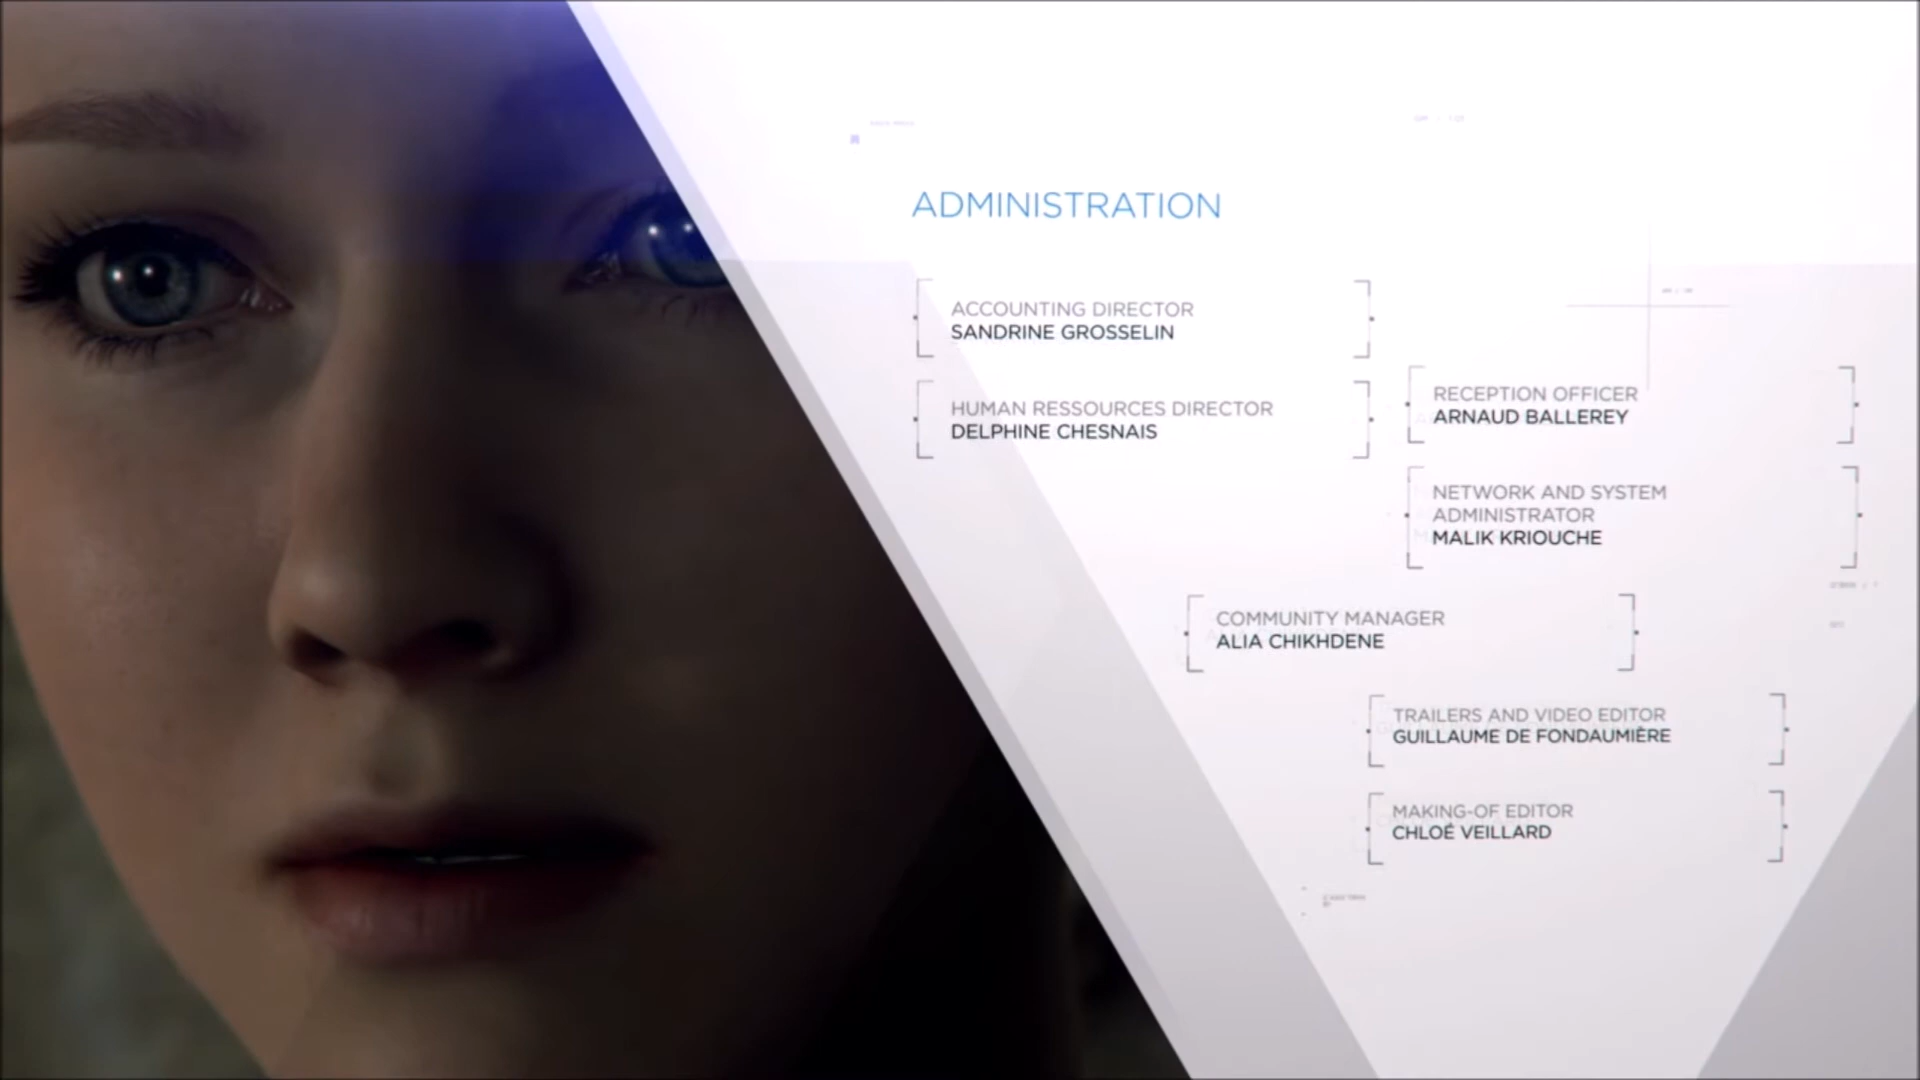 ADMINISTRATION
ACCOUNTING DIRECTOR
SANDRINE GROSSELIN
HUMAN RESSOURCES DIRECTOR
DELPHINE CHESNAIS
RECEPTION OFFICER
ARNAUD BALLEREY
NETWORK AND SYSTEM
ADMINISTRATOR
MALIK KRIOUCHE
COMMUNITY MANAGER
ALIA CHIKHDENE
TRAILERS AND VIDEO EDITOR
GUILLAUME DE FONDAUMIÈRE
MAKING-OF EDITOR
CHLOÉ VEILLARD